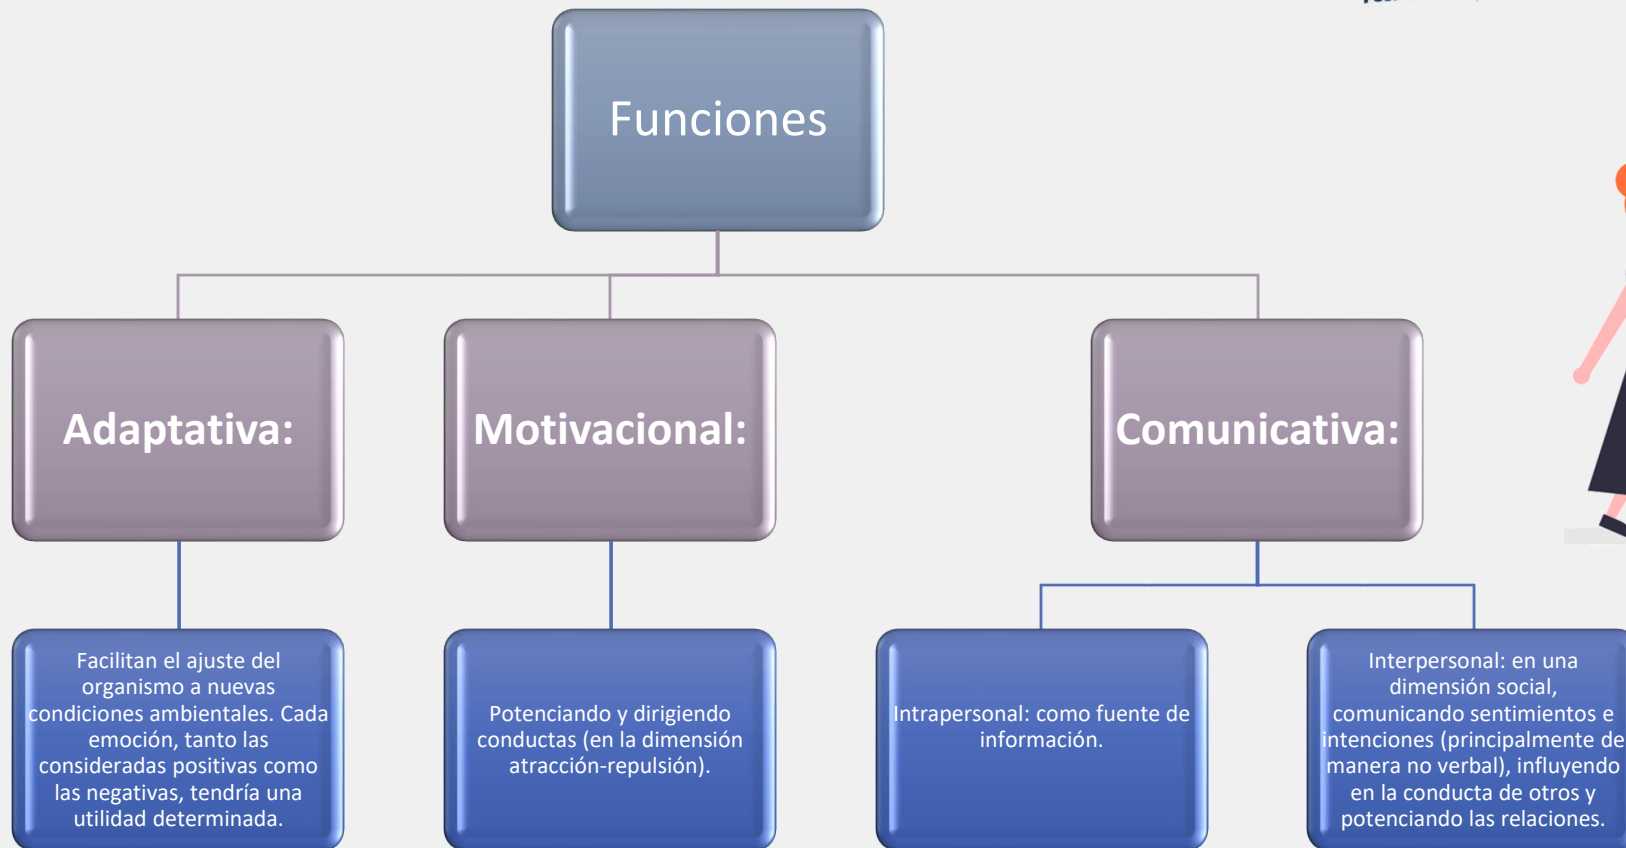 Funciones
Adaptativa:
Motivacional:
Comunicativa:
Facilitan el ajuste del
organismo a nuevas
condiciones ambientales. Cada
emoción, tanto las
consideradas positivas como
las negativas, tendría una
utilidad determinada.
Potenciando y dirigiendo
conductas (en la dimensión
atracción-repulsión).
Intrapersonal: como fuente de
información.
Interpersonal: en una
dimensión social,
comunicando sentimientos e
intenciones (principalmente de
manera no verbal), influyendo
en la conducta de otros y
potenciando las relaciones.